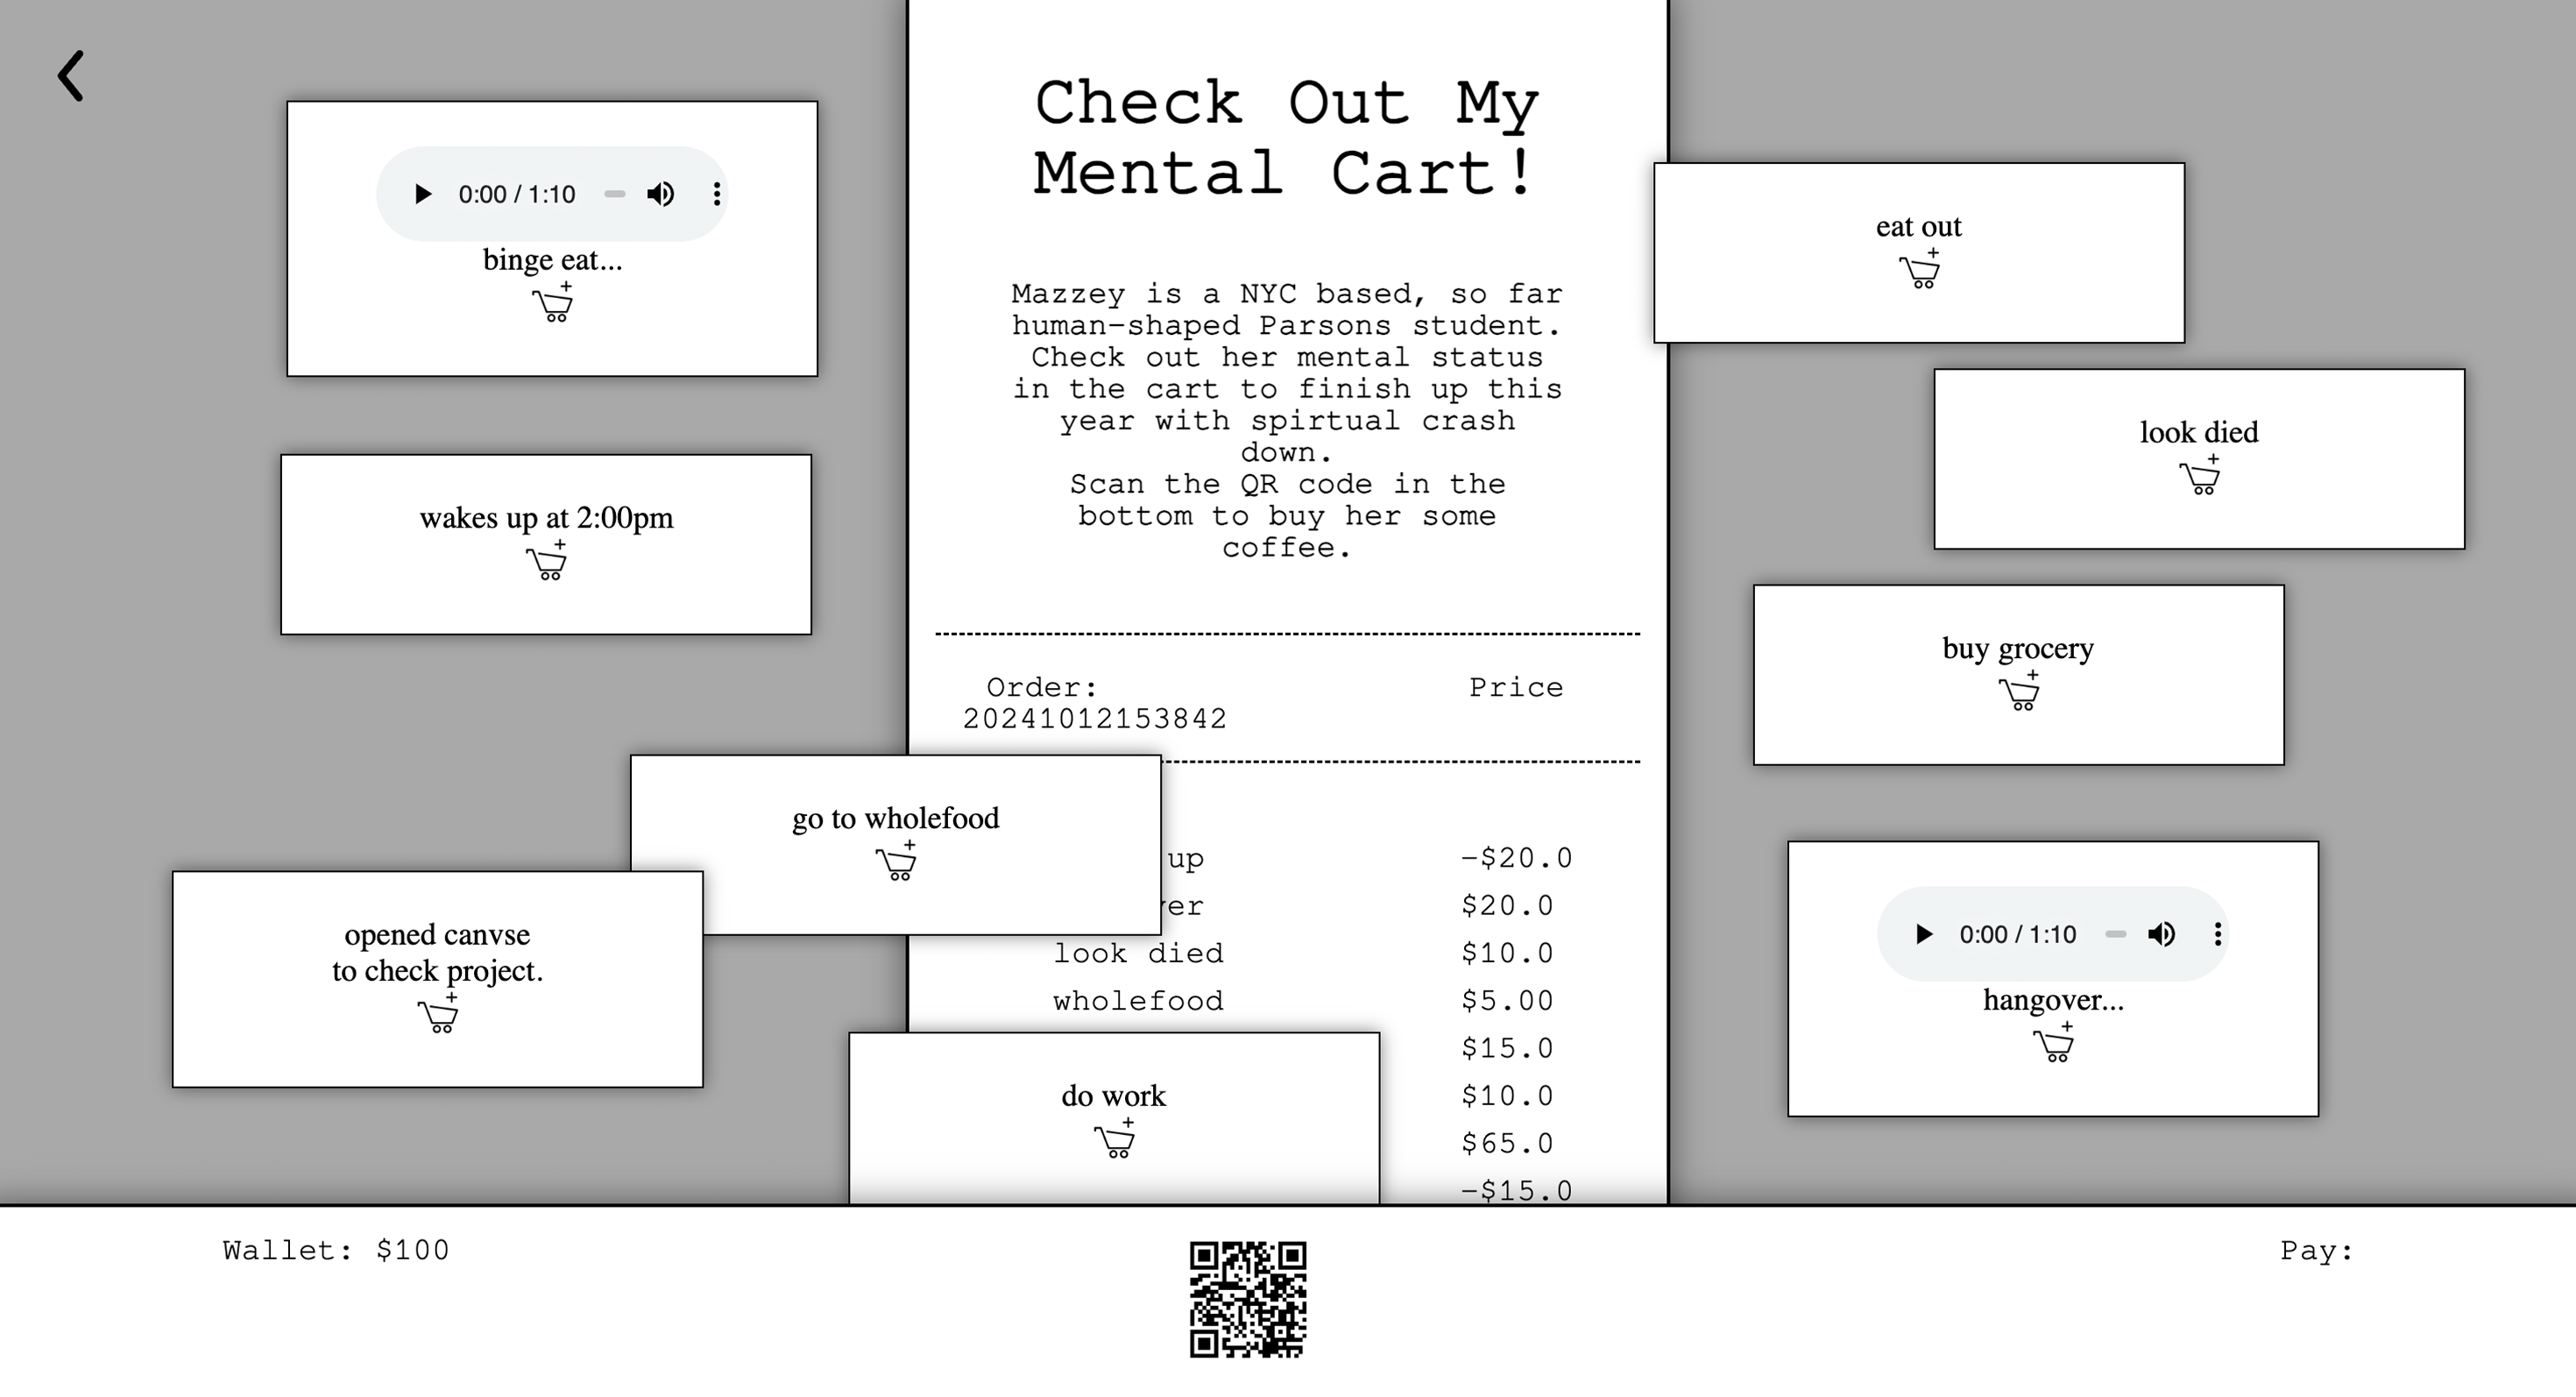 Check Out My
Mental Cart!
Mazzey is a NYC based, so far
human-shaped Parsons student.
Check out her mental status
in the cart to finish up this
year with spirtual crash
down.
Scan the QR code in the
bottom to buy her some
coffee.
Order:
20241012153842
Price
up
-$20.0
er
$20.0
look died
$10.0
wholefood
$5.00
$15.0
$10.0
$65.0
-$15.0
0:00 / 1:10
binge eat...
wakes up at 2:00pm
go to wholefood
opened canvse
to check project.
do work
eat out
look died
buy grocery
0:00 / 1:10
hangover...
Wallet: $100
Pay: